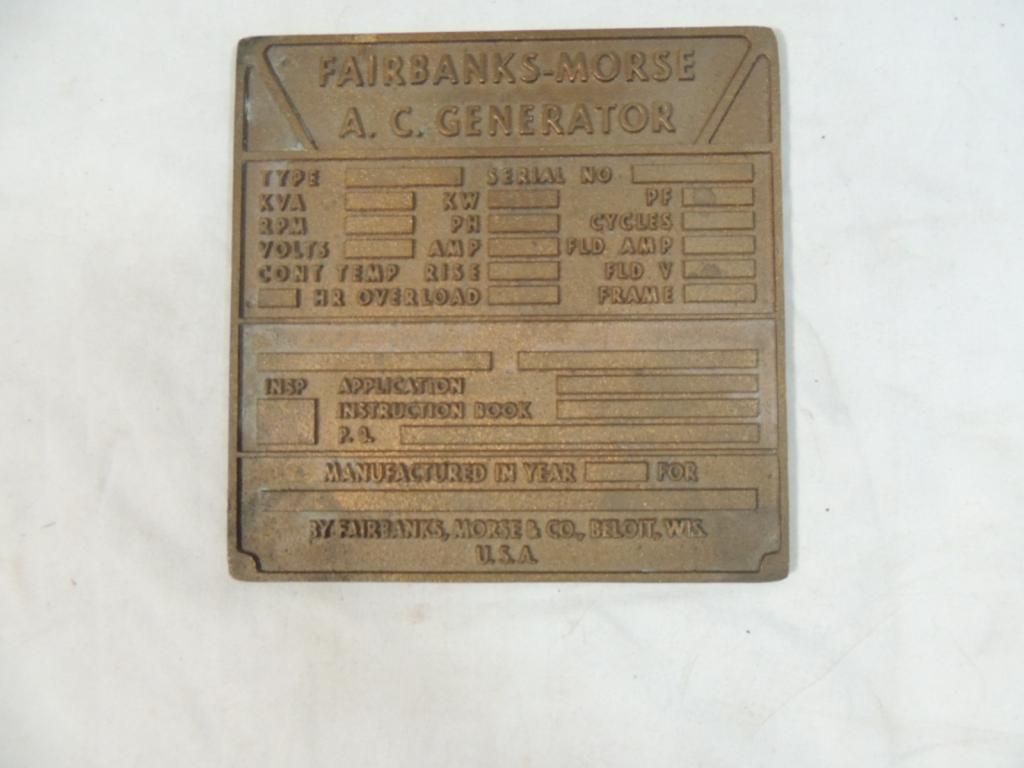 FAIRBANKS-MORSE
A. C. GENERATOR
TYPE SERIAL NO
KVA KW PF
RPM PH CYCLES
VOLTS AMP FLD AMP
CONT TEMP RISE FLD V
HR OVERLOAD FRAME
INSP APPLICATION
INSTRUCTION BOOK
MANUFACTURED IN YEAR FOR
BY FAIRBANKS, MORSE & CO., BELOIT, WIS.
U. S. A.